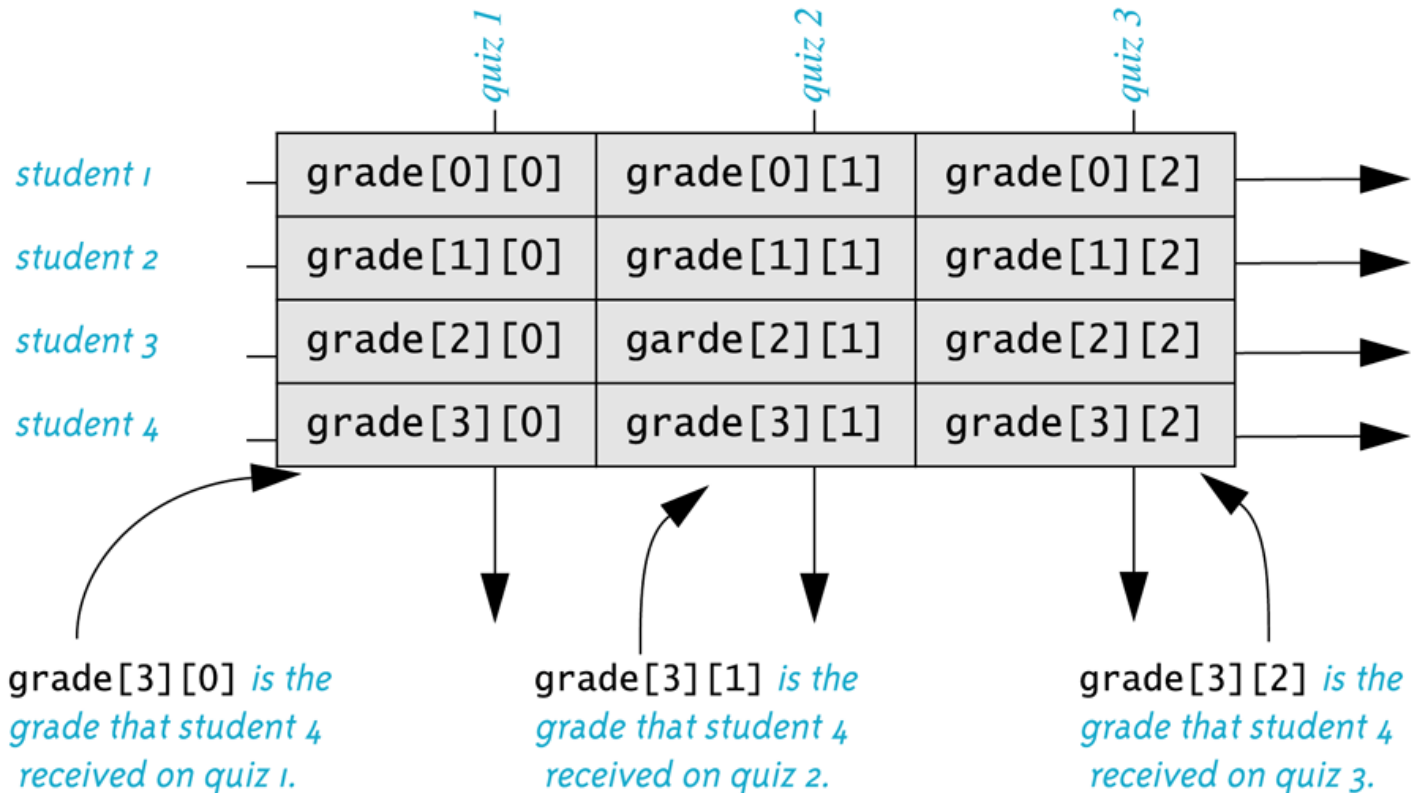 quiz 1 quiz 2 quiz 3
student 1 grade[0][0] grade[0][1] grade[0][2]
student 2 grade[1][0] grade[1][1] grade[1][2]
student 3 grade[2][0] garde[2][1] grade[2][2]
student 4 grade[3][0] grade[3][1] grade[3][2]
grade[3][0] is the
grade that student 4
received on quiz 1.
grade[3][1] is the
grade that student 4
received on quiz 2.
grade[3][2] is the
grade that student 4
received on quiz 3.